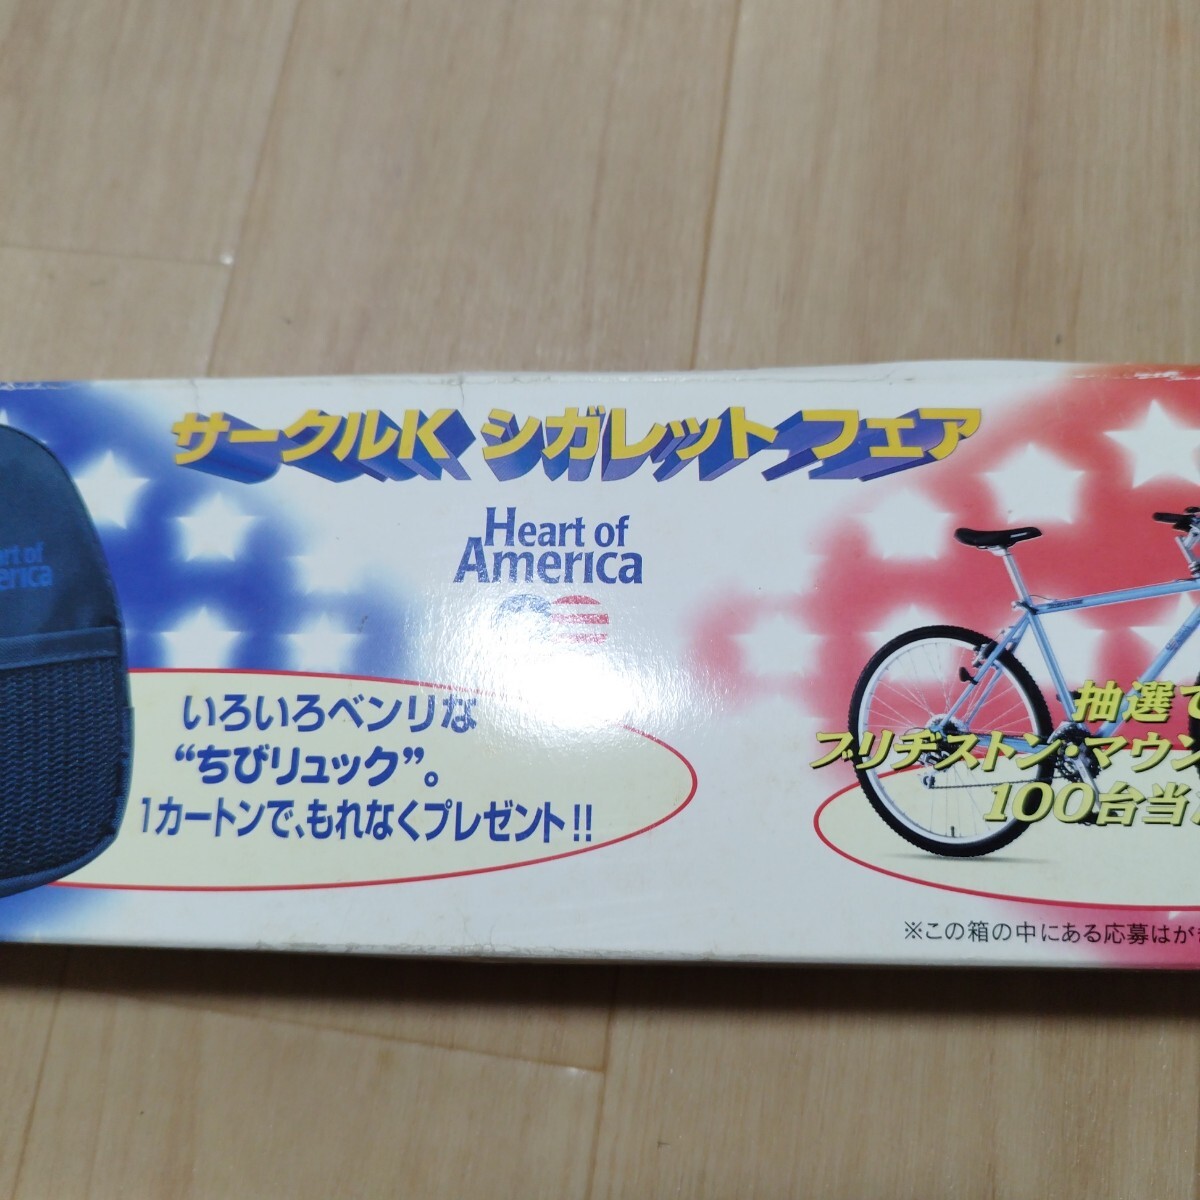 サークルK シガレット フェア
Heart of
America
いろいろベンリな
“ちびリュック”。
1カートンで、もれなくプレゼント!!
抽選で
ブリヂストン・マウン
100台当
※この箱の中にある応募はが